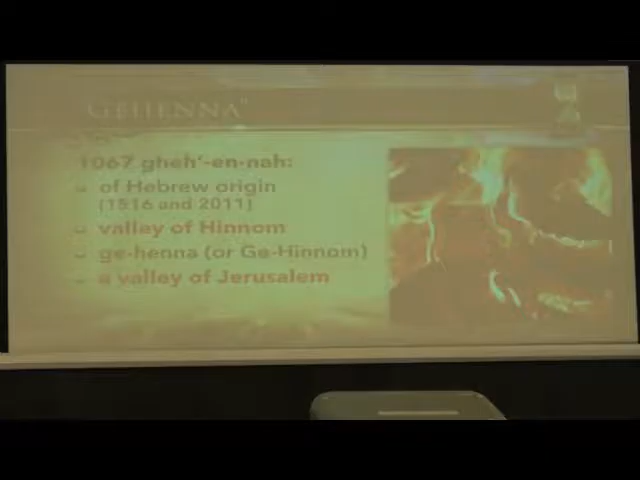 GEHENNA"
1067 gheh'-en-nah:
of Hebrew origin
(1516 and 2011)
valley of Hinnom
ge-henna (or Ge-Hinnom)
a valley of Jerusalem